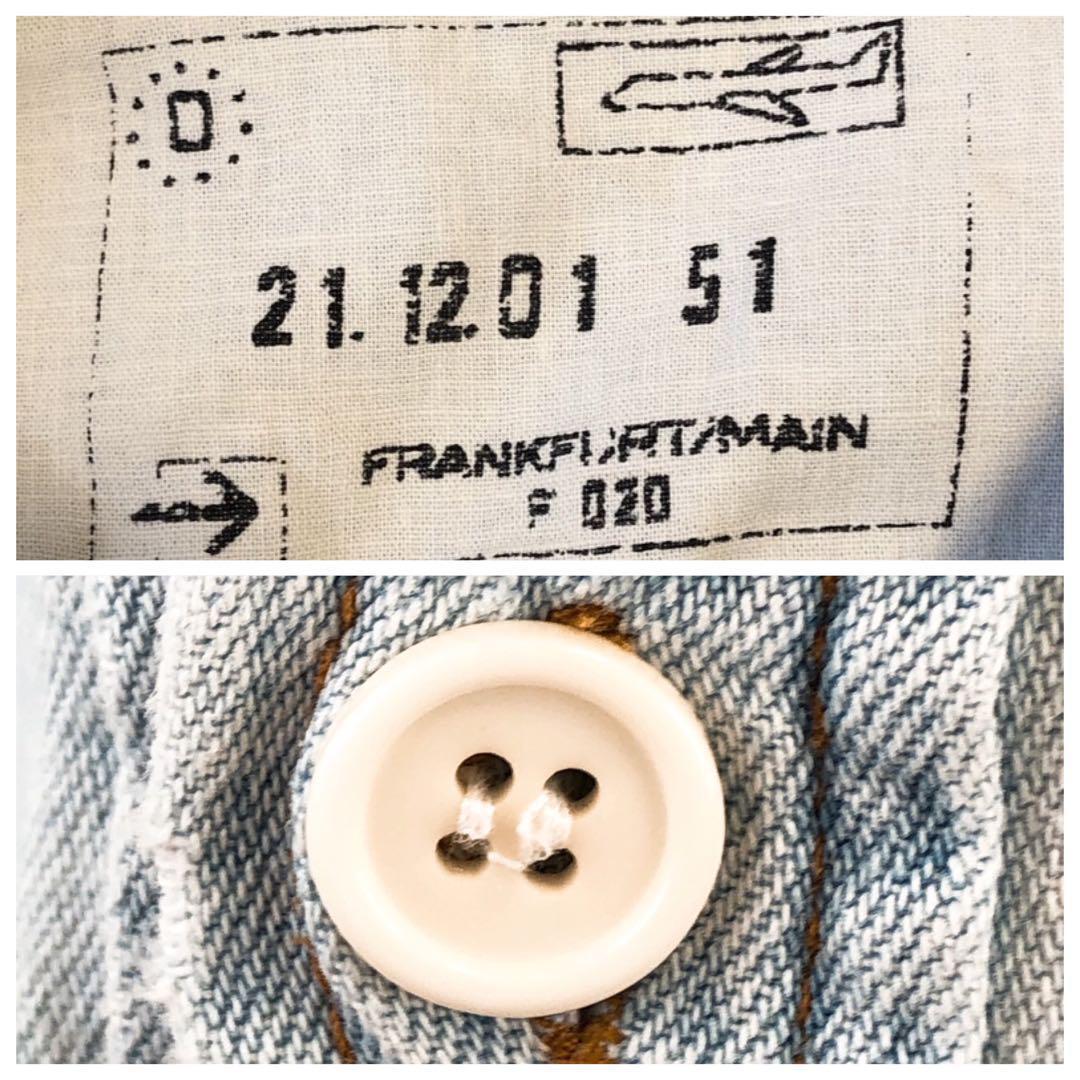 21.12.01 51
FRANKFURT/MAIN
F 020